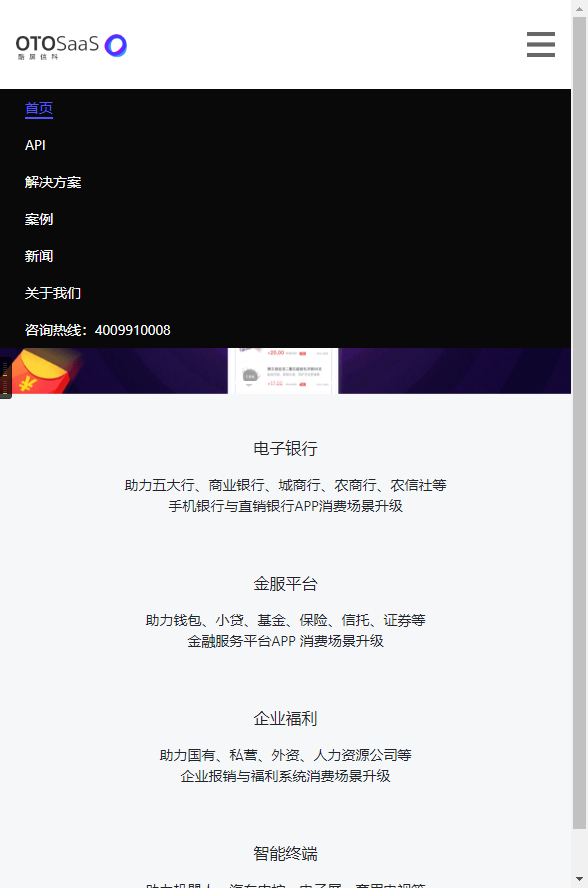 OTOSaaS
酷屏信科
首页
API
解决方案
案例
新闻
关于我们
咨询热线：4009910008
电子银行
助力五大行、商业银行、城商行、农商行、农信社等
手机银行与直销银行APP消费场景升级
金服平台
助力钱包、小贷、基金、保险、信托、证券等
金融服务平台APP 消费场景升级
企业福利
助力国有、私营、外资、人力资源公司等
企业报销与福利系统消费场景升级
智能终端